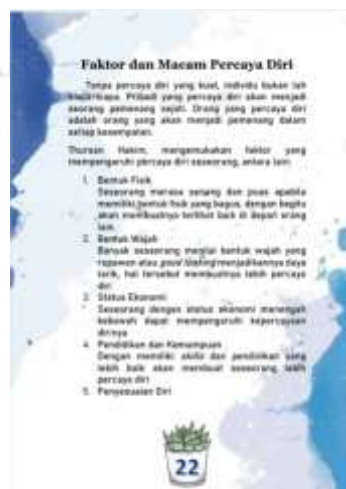 Faktor dan Macam Percaya Diri
Tanpa percaya diri yang kuat, individu bukan lah
siapa-siapa. Pribadi yang percaya diri akan menjadi
seorang pemenang sejati. Orang yang percaya diri
adalah orang yang akan menjadi pemenang dalam
setiap kesempatan.
Thursan Hakim, mengemukakan faktor yang
mempengaruhi percaya diri seseorang, antara lain:
1. Bentuk Fisik
Seseorang merasa senang dan puas apabila
memiliki bentuk fisik yang bagus, dengan begitu
akan membuatnya terlihat baik di depan orang
lain.
2. Bentuk Wajah
Banyak seseorang menilai bentuk wajah yang
rupawan atau good looking menjadikannya daya
tarik, hal tersebut membuatnya lebih percaya
diri
3. Status Ekonomi
Seseorang dengan status ekonomi menengah
kebawah dapat mempengaruhi kepercayaan
dirinya
4. Pendidikan dan Kemampuan
Dengan memiliki skill dan pendidikan yang
lebih baik akan membuat seseorang lebih
percaya diri
5. Penyesuaian Diri
22